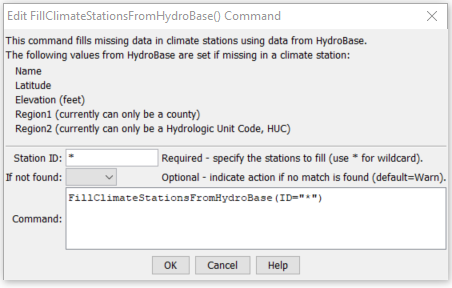 Edit FillClimateStationsFromHydroBase() Command
This command fills missing data in climate stations using data from HydroBase.
The following values from HydroBase are set if missing in a climate station:
Name
Latitude
Elevation (feet)
Region1 (currently can only be a county)
Region2 (currently can only be a Hydrologic Unit Code, HUC)
Station ID: * Required - specify the stations to fill (use * for wildcard).
If not found: Optional - indicate action if no match is found (default=Warn).
Command: FillClimateStationsFromHydroBase(ID="*")
OK Cancel Help